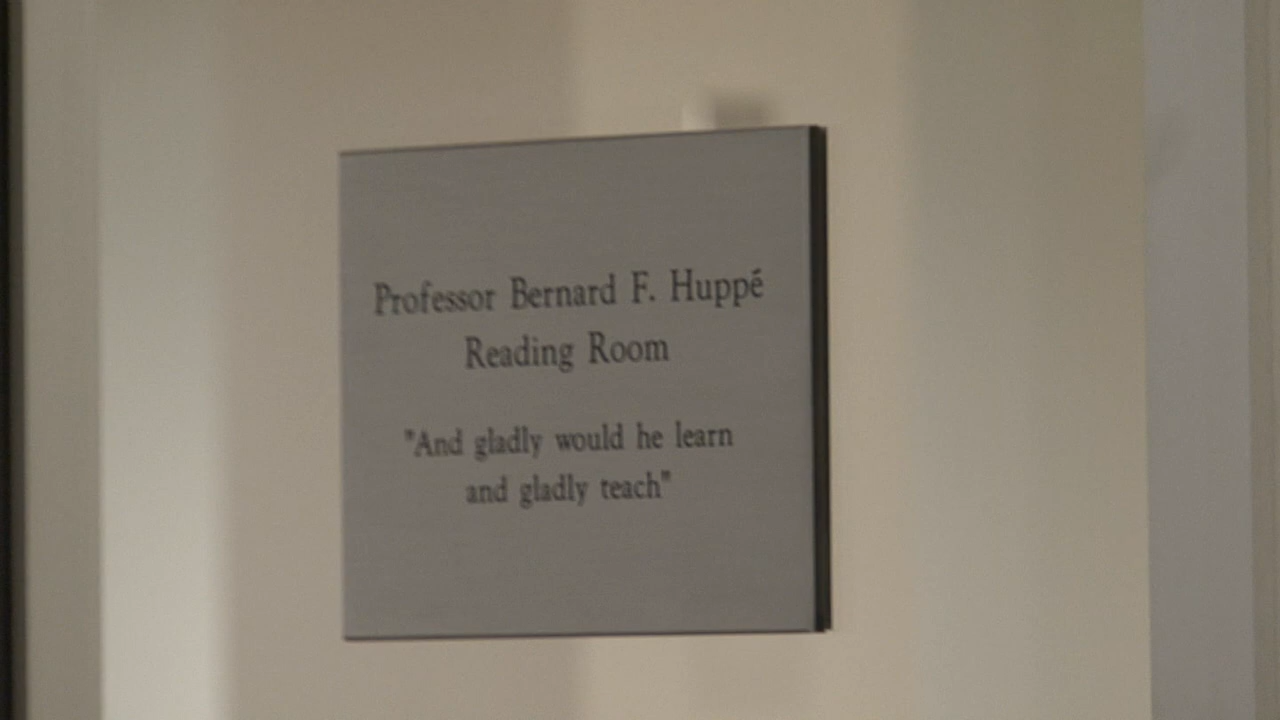 Professor Bernard F. Huppé
Reading Room
"And gladly would he learn
and gladly teach"